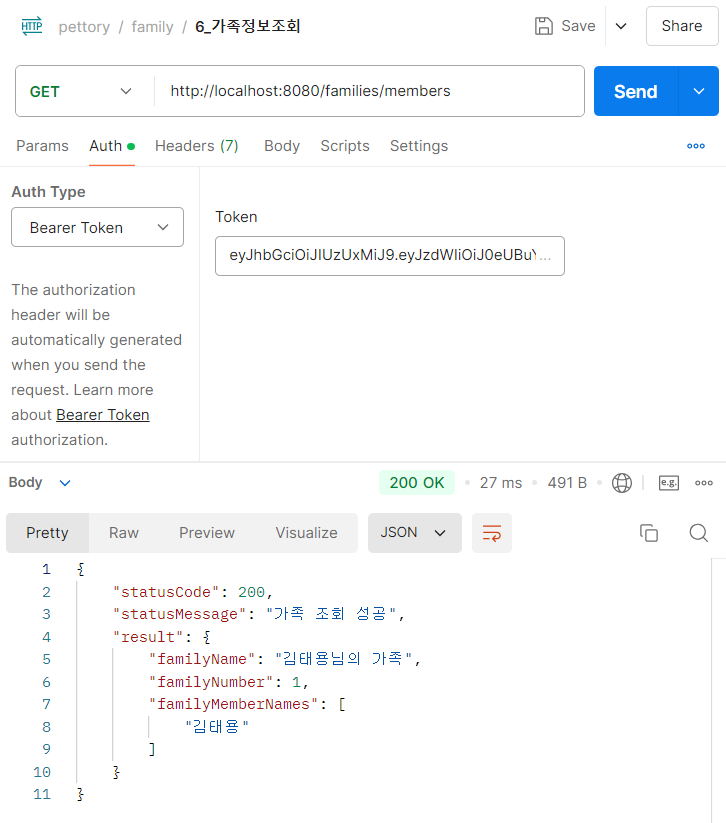 HTTP pettory / family / 6_가족정보조회 Save Share
GET http://localhost:8080/families/members Send
Params Auth Headers (7) Body Scripts Settings
Auth Type
Bearer Token
Token
eyJhbGciOiJIUzUxMiJ9.eyJzdWIiOiJ0eUBuY...
The authorization
header will be
automatically generated
when you send the
request. Learn more
about Bearer Token
authorization.
Body 200 OK 27 ms 491 B e.g.
Pretty Raw Preview Visualize JSON
1 {
2 "statusCode": 200,
3 "statusMessage": "가족 조회 성공",
4 "result": {
5 "familyName": "김태용님의 가족",
6 "familyNumber": 1,
7 "familyMemberNames": [
8 "김태용"
9 ]
10 }
11 }